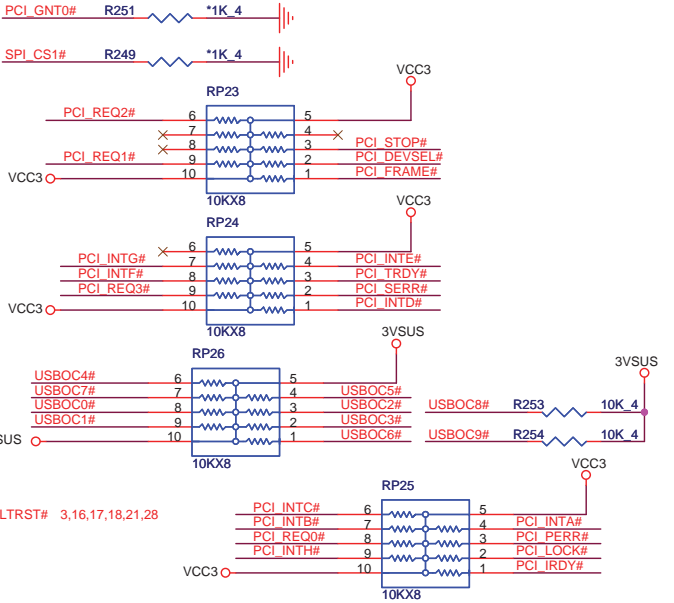 PCI_GNT0# R251 *1K_4
SPI_CS1# R249 *1K_4
VCC3
RP23
PCI_REQ2# 6 5
7 4
8 3 PCI_STOP#
PCI_REQ1# 9 2 PCI_DEVSEL#
VCC3 10 1 PCI_FRAME#
10KX8
VCC3
RP24
6 5
PCI_INTG# 7 4 PCI_INTE#
PCI_INTF# 8 3 PCI_TRDY#
PCI_REQ3# 9 2 PCI_SERR#
VCC3 10 1 PCI_INTD#
10KX8
3VSUS
RP26
3VSUS
USBOC4# 6 5
USBOC7# 7 4 USBOC5#
USBOC0# 8 3 USBOC2# USBOC8# R253 10K_4
USBOC1# 9 2 USBOC3#
SUS 10 1 USBOC6# USBOC9# R254 10K_4
10KX8
VCC3
RP25
LTRST# 3,16,17,18,21,28
PCI_INTC# 6 5
PCI_INTB# 7 4 PCI_INTA#
PCI_REQ0# 8 3 PCI_PERR#
PCI_INTH# 9 2 PCI_LOCK#
VCC3 10 1 PCI_IRDY#
10KX8